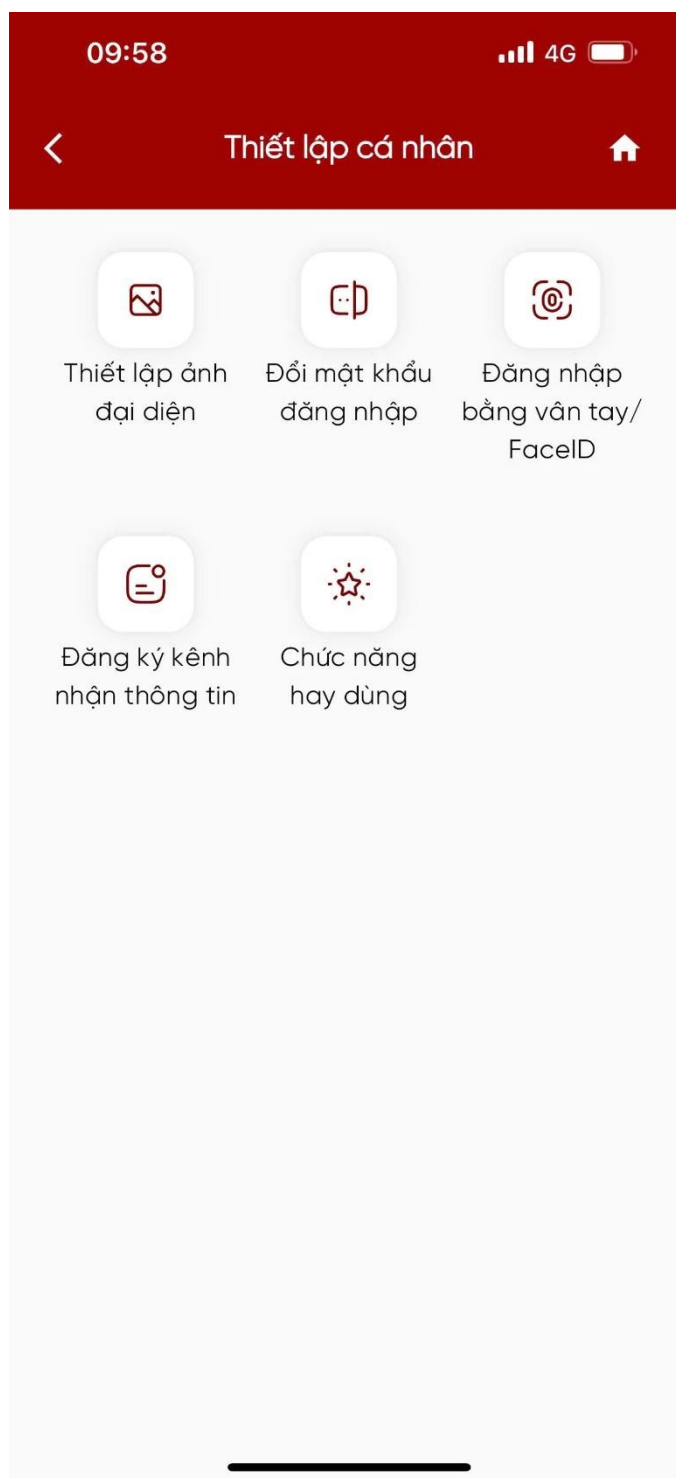 09:58
4G
Thiết lập cá nhân
Thiết lập ảnh
đại diện
Đổi mật khẩu
đăng nhập
Đăng nhập
bằng vân tay/
FaceID
Đăng ký kênh
nhận thông tin
Chức năng
hay dùng